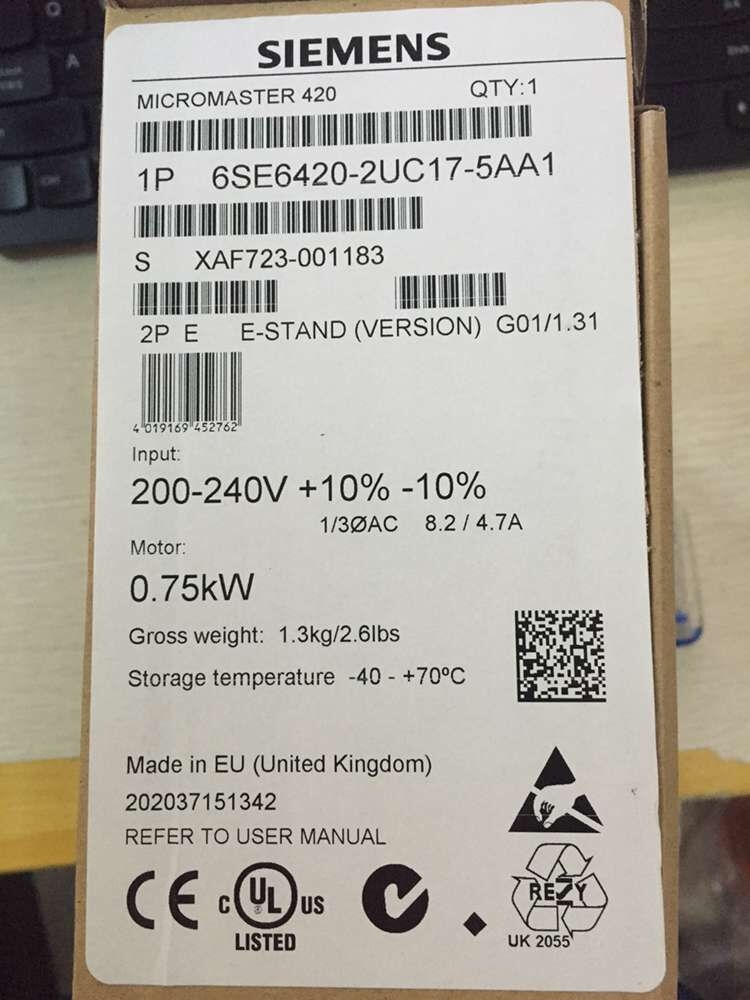 SIEMENS
MICROMASTER 420 QTY:1
1P 6SE6420-2UC17-5AA1
S XAF723-001183
2P E E-STAND (VERSION) G01/1.31
4 019169 452762
Input:
200-240V +10% -10%
1/3ØAC 8.2 / 4.7A
Motor:
0.75kW
Gross weight: 1.3kg/2.6lbs
Storage temperature -40 - +70ºC
Made in EU (United Kingdom)
202037151342
REFER TO USER MANUAL
CE C UL US
LISTED
RESY
UK 2055